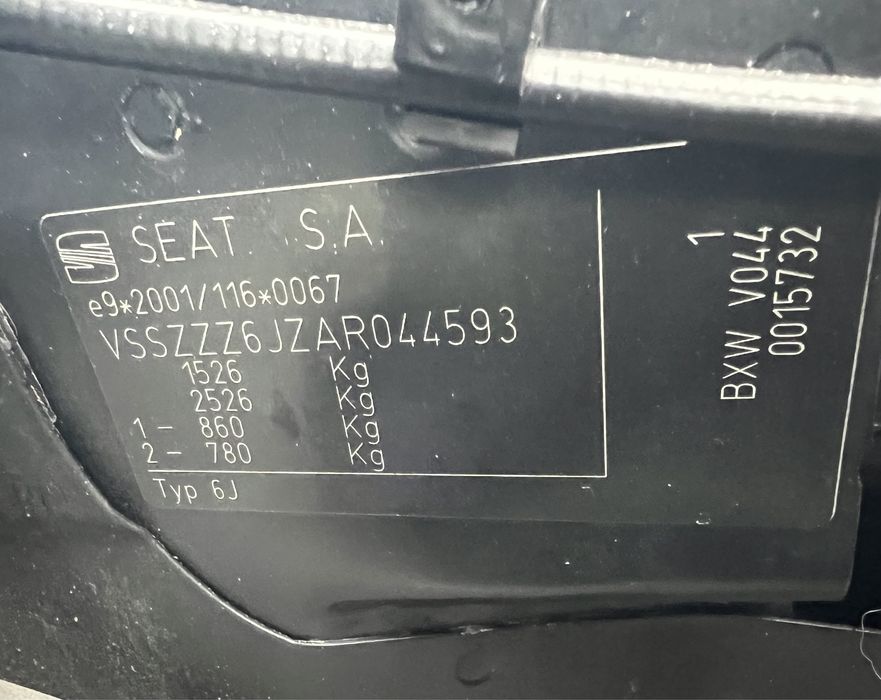 SEAT S.A.
e9*2001/116*0067
VSSZZZ6JZAR044593
1526 Kg
2526 Kg
1 - 860 Kg
2 - 780 Kg
Typ 6J
1
BXW V044
0015732